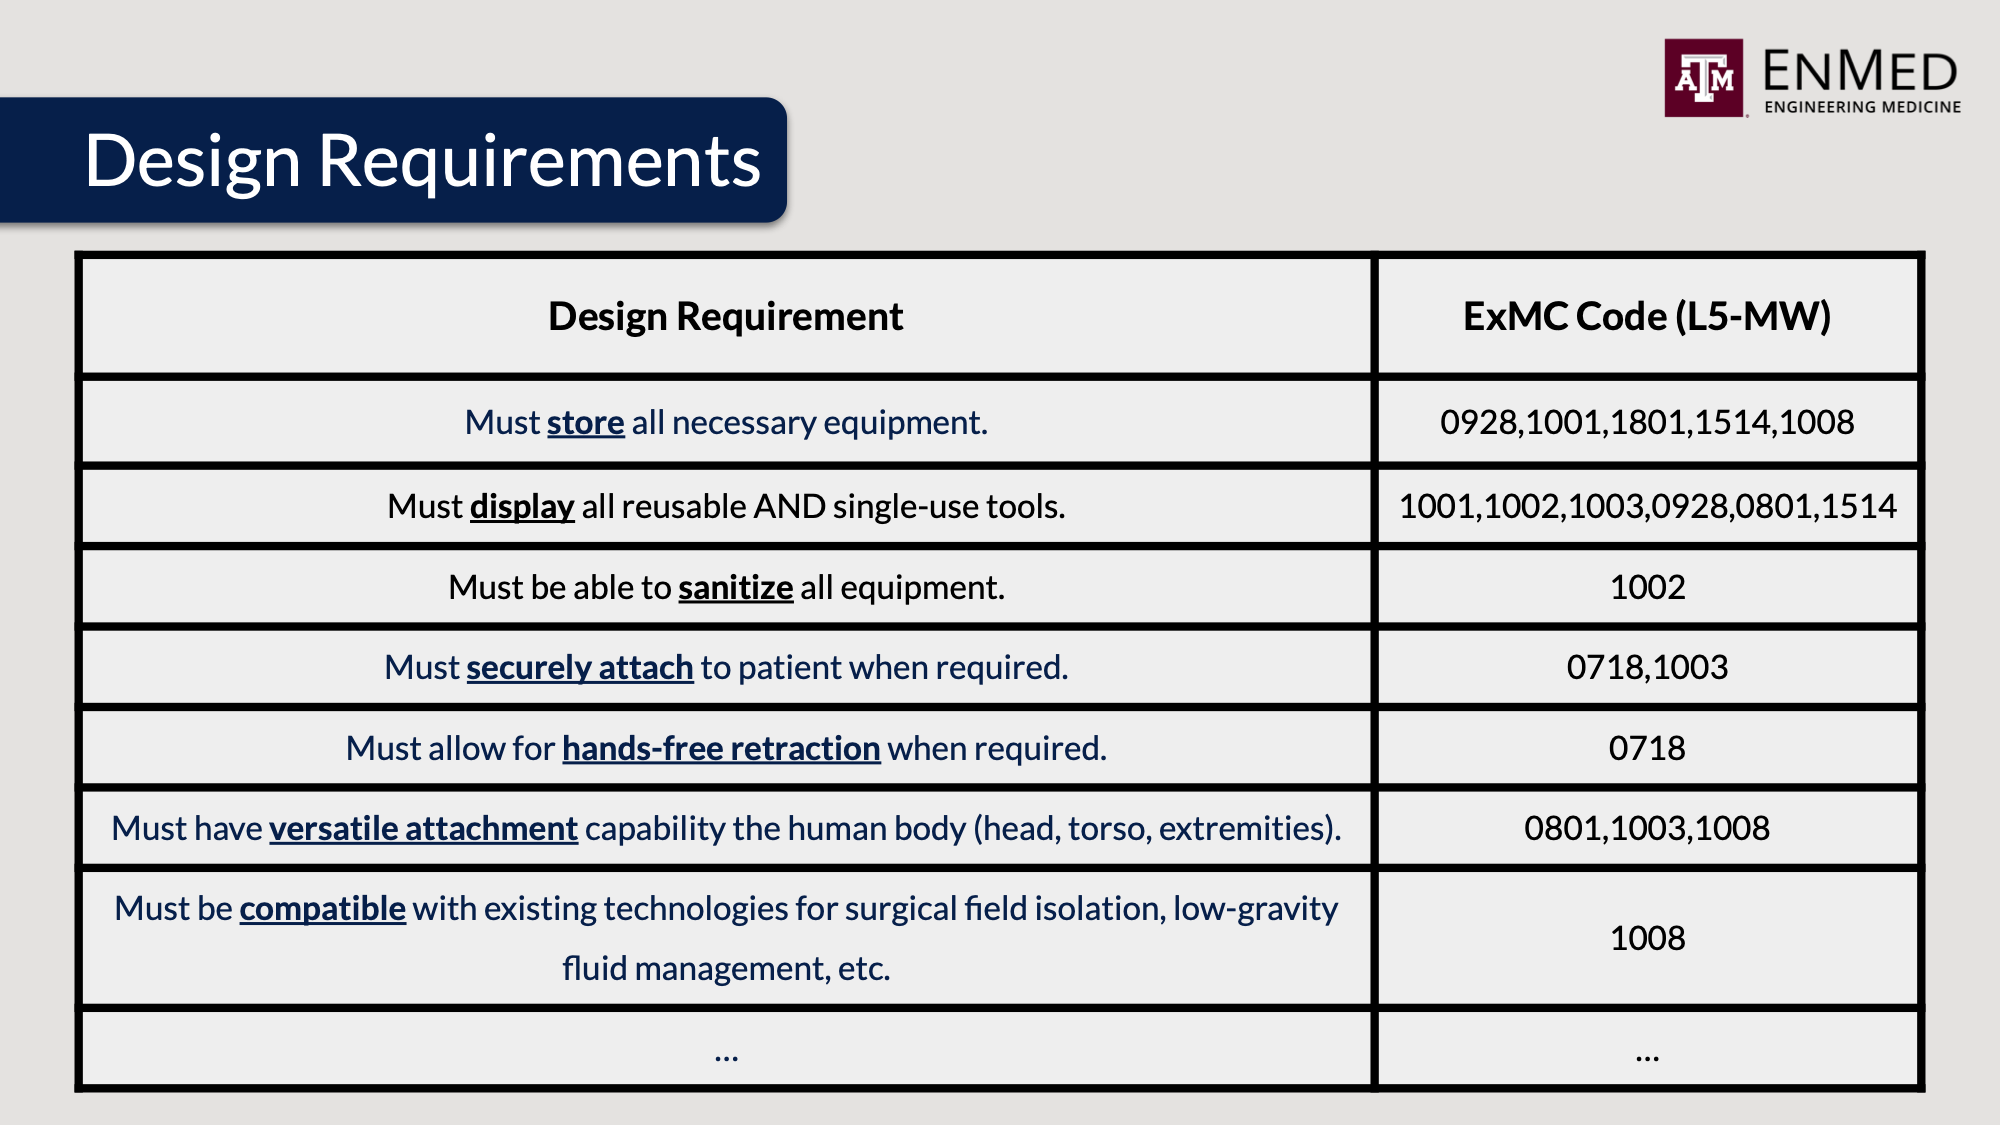 ATM ENMED
ENGINEERING MEDICINE
Design Requirements
Design Requirement ExMC Code (L5-MW)
Must store all necessary equipment. 0928,1001,1801,1514,1008
Must display all reusable AND single-use tools. 1001,1002,1003,0928,0801,1514
Must be able to sanitize all equipment. 1002
Must securely attach to patient when required. 0718,1003
Must allow for hands-free retraction when required. 0718
Must have versatile attachment capability the human body (head, torso, extremities). 0801,1003,1008
Must be compatible with existing technologies for surgical field isolation, low-gravity
fluid management, etc. 1008
... ...